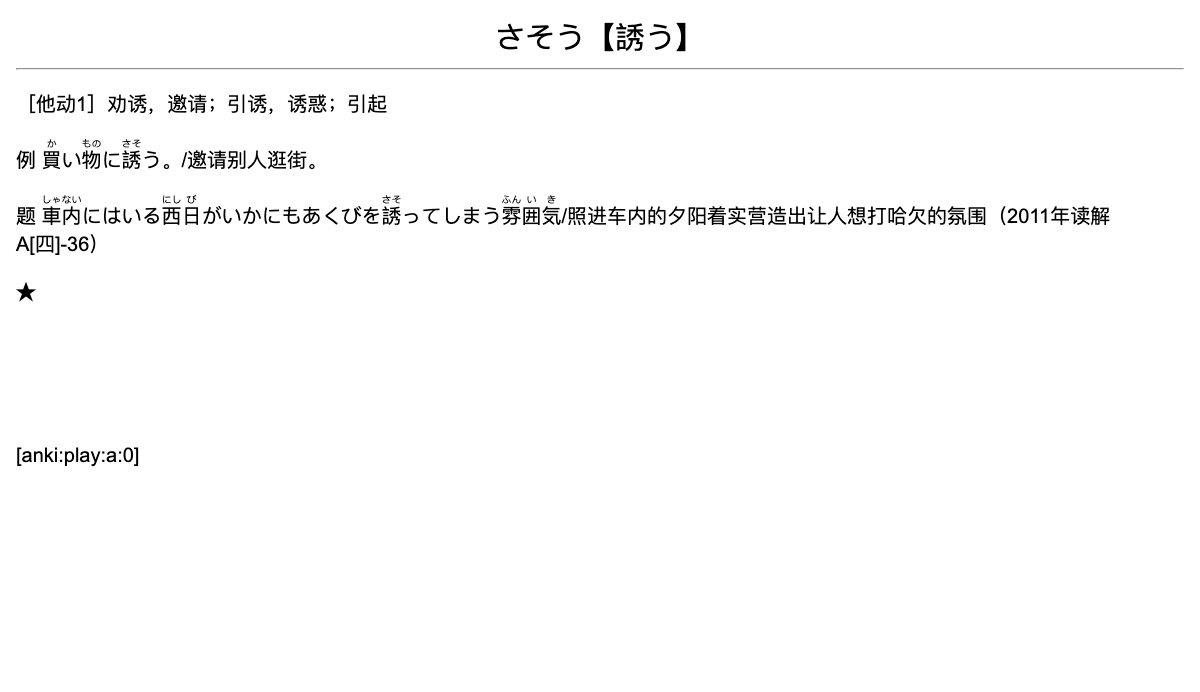 さそう【誘う】
［他动1］劝诱，邀请；引诱，诱惑；引起
か もの さそ
例 買い物に誘う。/邀请别人逛街。
しゃない にし び さそ ふん い き
题 車内にはいる西日がいかにもあくびを誘ってしまう雰囲気/照进车内的夕阳着实营造出让人想打哈欠的氛围（2011年读解
A[四]-36）
★
[anki:play:a:0]